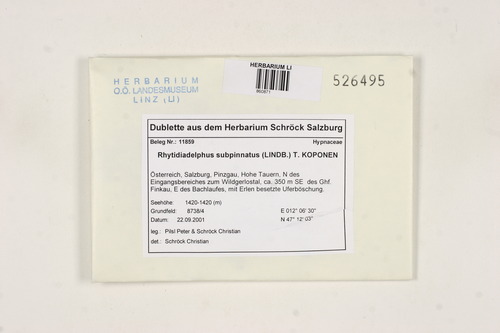 HERBARIUM
O.Ö. LANDESMUSEUM
LINZ (LI)
HERBARIUM LI
860871
526495
Dublette aus dem Herbarium Schröck Salzburg
Beleg Nr.: 11859 Hypnaceae
Rhytidiadelphus subpinnatus (LINDB.) T. KOPONEN
Österreich, Salzburg, Pinzgau, Hohe Tauern, N des
Eingangsbereiches zum Wildgerlostal, ca. 350 m SE. des Ghf.
Finkau, E des Bachlaufes, mit Erlen besetzte Uferböschung.
Seehöhe: 1420-1420 (m)
Grundfeld: 8738/4 E 012° 06' 30"
Datum: 22.09.2001 N 47° 12' 03"
leg.: Pilsl Peter & Schröck Christian
det.: Schröck Christian